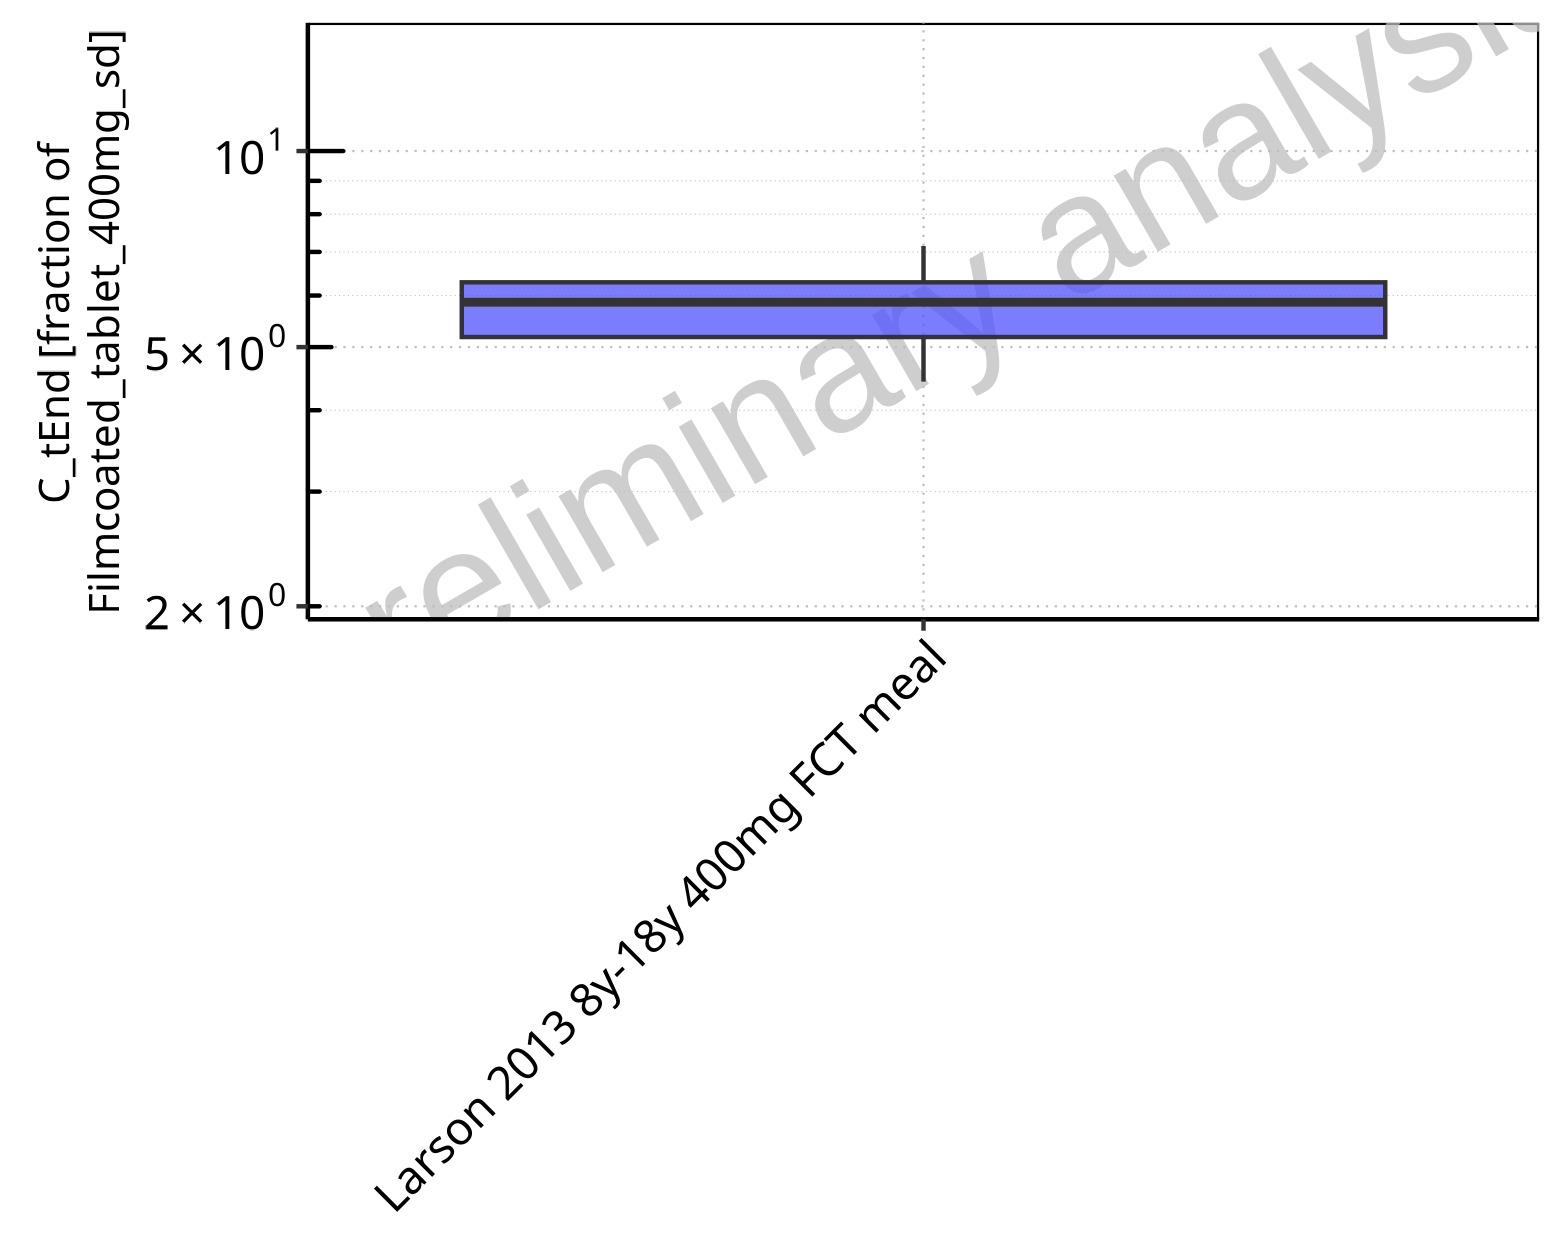 C_tEnd [fraction of
Filmcoated_tablet_400mg_sd]
10¹
5 × 10⁰
2 × 10⁰
reliminary analysis
Larson 2013 8y-18y 400mg FCT meal